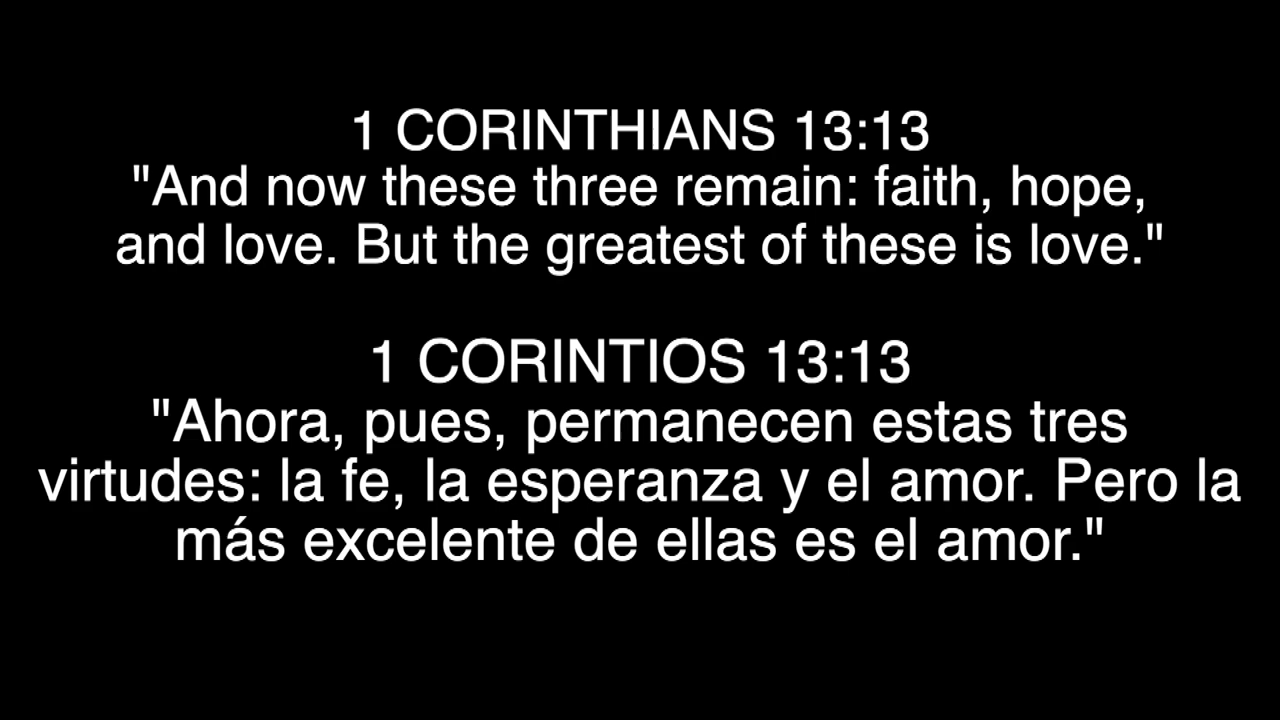 1 CORINTHIANS 13:13
"And now these three remain: faith, hope,
and love. But the greatest of these is love."
1 CORINTIOS 13:13
"Ahora, pues, permanecen estas tres
virtudes: la fe, la esperanza y el amor. Pero la
más excelente de ellas es el amor."